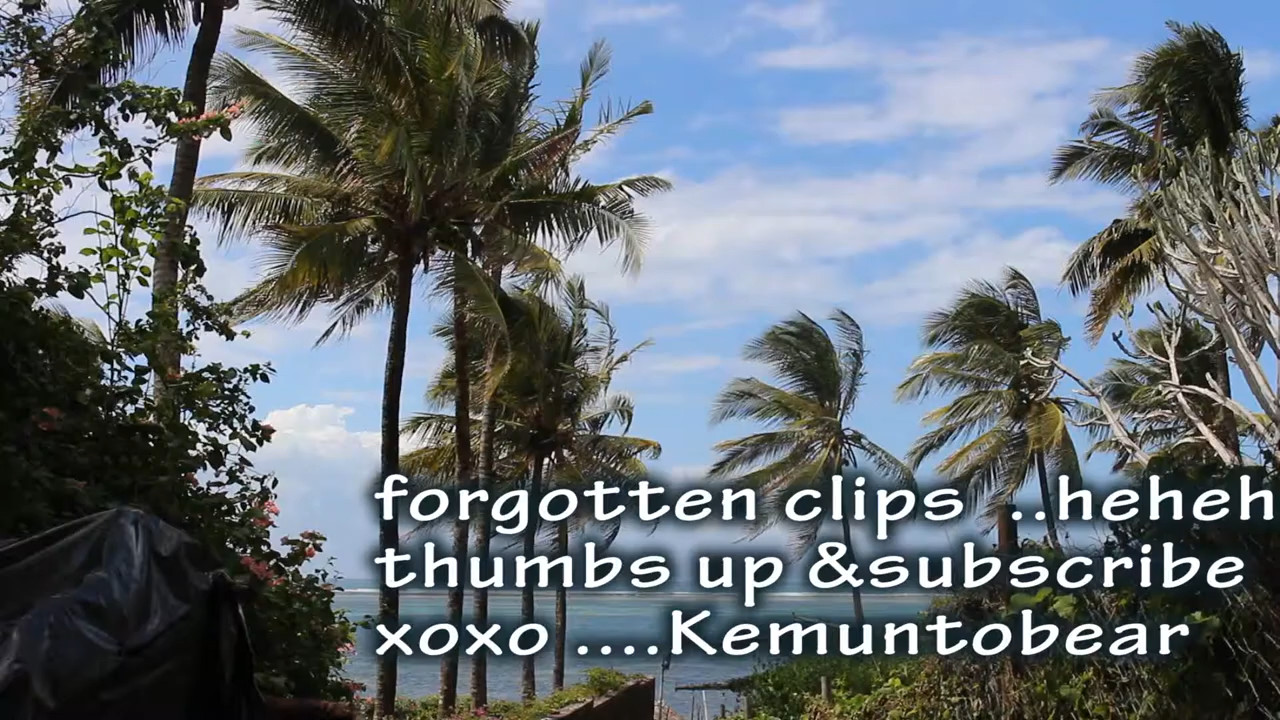 forgotten clips  ..heheh
thumbs up &subscribe
xoxo ....Kemuntobear